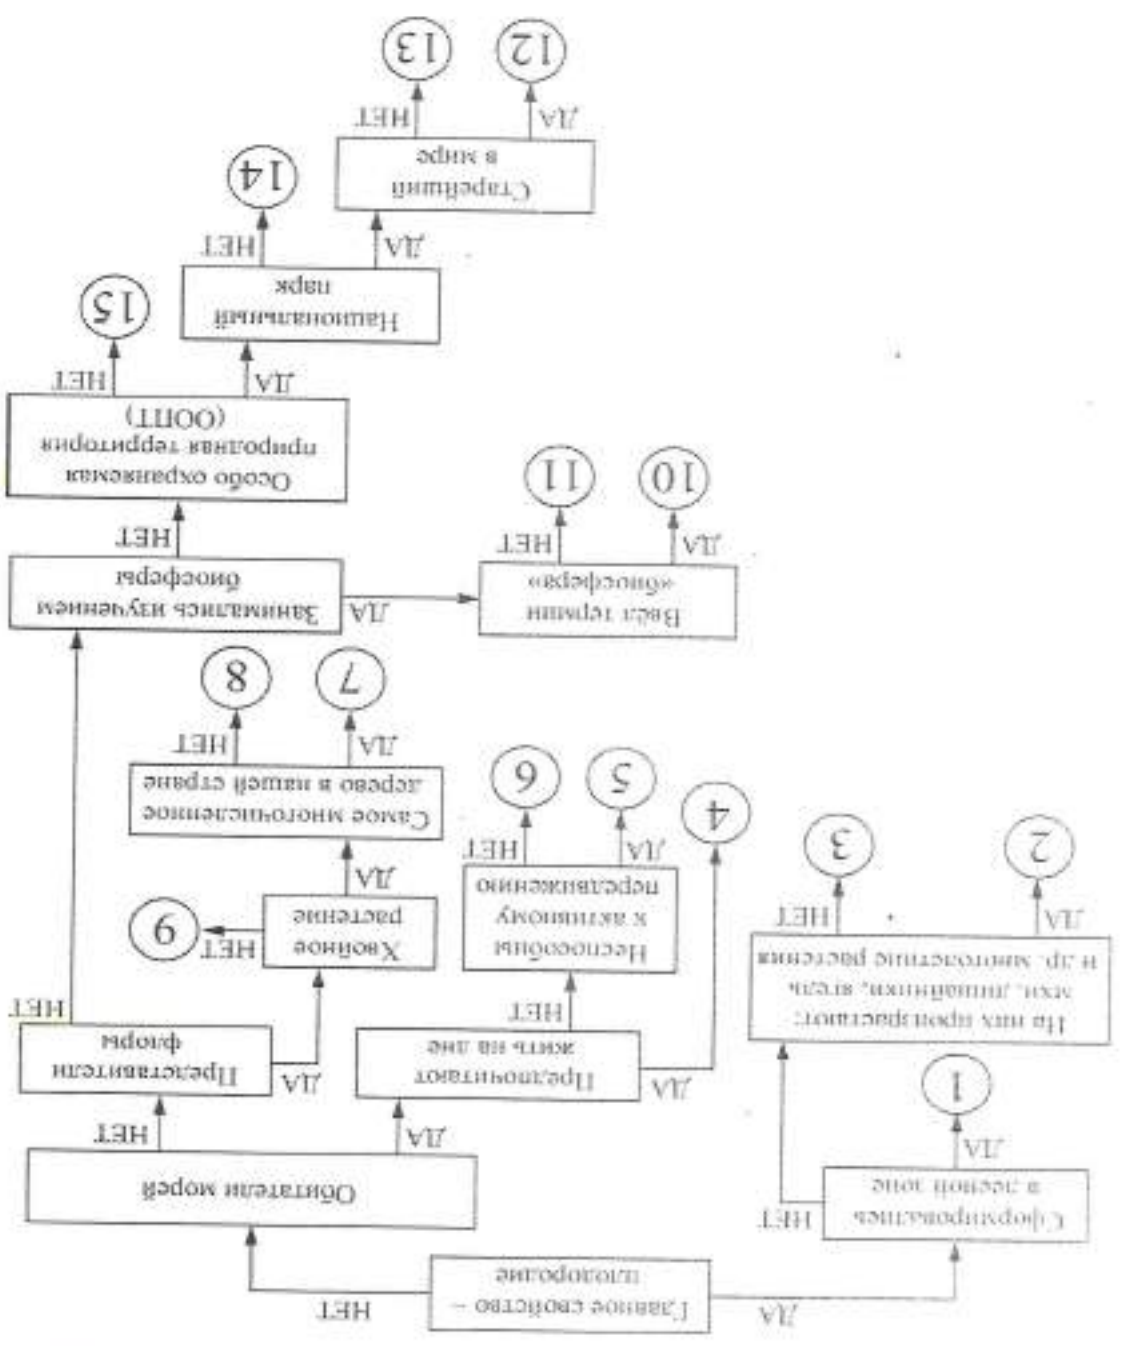 НЕТ
ДА
Главное свойство –
плодородие
Обитатели морей
Сформировались
в лесной зоне
НЕТ
ДА
НЕТ
ДА
1
Представители
флоры
ДА
НЕТ
Предпочитают
жить на дне
ДА
НЕТ
На них произрастают:
мхи, лишайники, ягель
и др. многолетние растения
НЕТ
ДА
3
2
Хвойное
растение
НЕТ
9
ДА
Неспособны
к активному
передвижению
НЕТ
ДА
6
5
4
Самое многочисленное
дерево в нашей стране
НЕТ
ДА
8
7
Занимались изучением
биосферы
ДА
НЕТ
Ввёл термин
«биосфера»
НЕТ
ДА
11
10
Особо охраняемая
природная территория
(ООПТ)
НЕТ
ДА
15
Национальный
парк
НЕТ
ДА
14
Старейший
в мире
НЕТ
ДА
13
12